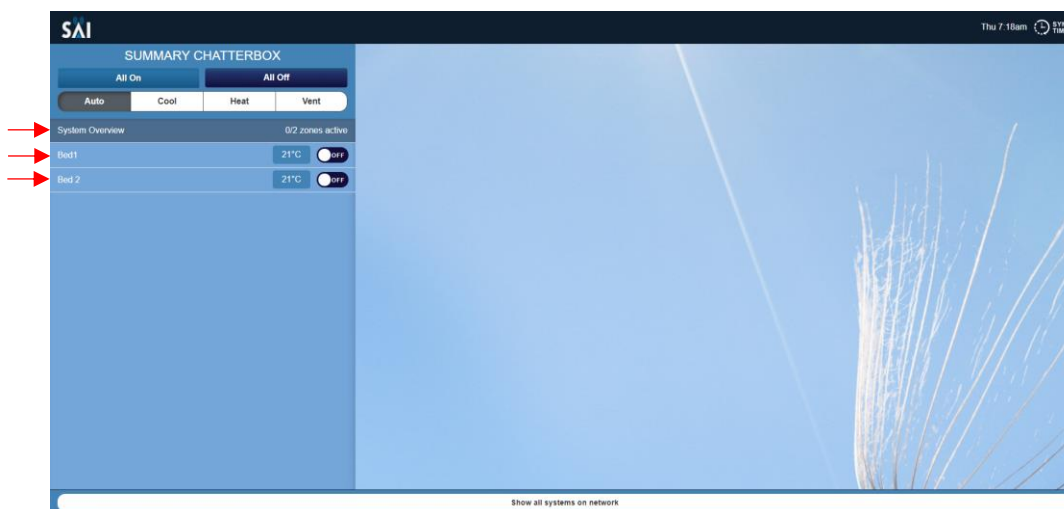 SAI
Thu 7:18am
SUMMARY CHATTERBOX
All On All Off
Auto Cool Heat Vent
System Overview 0/2 zones active
Bed1 21°C OFF
Bed 2 21°C OFF
Show all systems on network